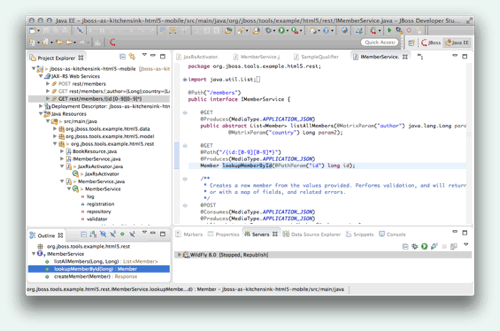 Java EE - jboss-as-kitchensink-html5-mobile/src/main/java/org/jboss/tools/example/html5/rest/IMemberService.java - JBoss Developer Stud
Quick Access
JBoss
Java EE
Project Explorer
jboss-as-kitchensink-html5-mobile [jboss-as
JAX-RS Web Services
POST rest/members
GET rest/members;{author=[Long];country=[L
GET rest/members/{id:[0-9][0-9]*}
Deployment Descriptor: jboss-as-kitchensin
Java Resources
src/main/java
org.jboss.tools.example.html5.data
org.jboss.tools.example.html5.model
org.jboss.tools.example.html5.rest
BookResource.java
IMemberService.java
JaxRsActivator.java
JaxRsActivator
MemberService.java
MemberService
log
registration
repository
validator
JaxRsActivator
MemberService.j
SampleQualifier
IMemberService.
package org.jboss.tools.example.html5.rest;
import java.util.List;
@Path("/members")
public interface IMemberService {
@GET
@Produces(MediaType.APPLICATION_JSON)
public abstract List<Member> listAllMembers(@MatrixParam("author") java.lang.Long para
@MatrixParam("country") Long param2);
@GET
@Path("/{id:[0-9][0-9]*}")
@Produces(MediaType.APPLICATION_JSON)
Member lookupMemberById(@PathParam("id") long id);
/**
* Creates a new member from the values provided. Performs validation, and will return
* or with a map of fields, and related errors.
*/
@POST
@Consumes(MediaType.APPLICATION_JSON)
@Produces(MediaType.APPLICATION_JSON)
Outline
org.jboss.tools.example.html5.rest
IMemberService
listAllMembers(Long, Long) : List<Member>
lookupMemberById(long) : Member
createMember(Member) : Response
Markers
Properties
Servers
Data Source Explorer
Snippets
Console
WildFly 8.0 [Stopped, Republish]
org.jboss.tools.example.html5.rest.IMemberService.lookupMembe...d) : Member - jboss-as-kitchensink-html5-mobile/src/main/java